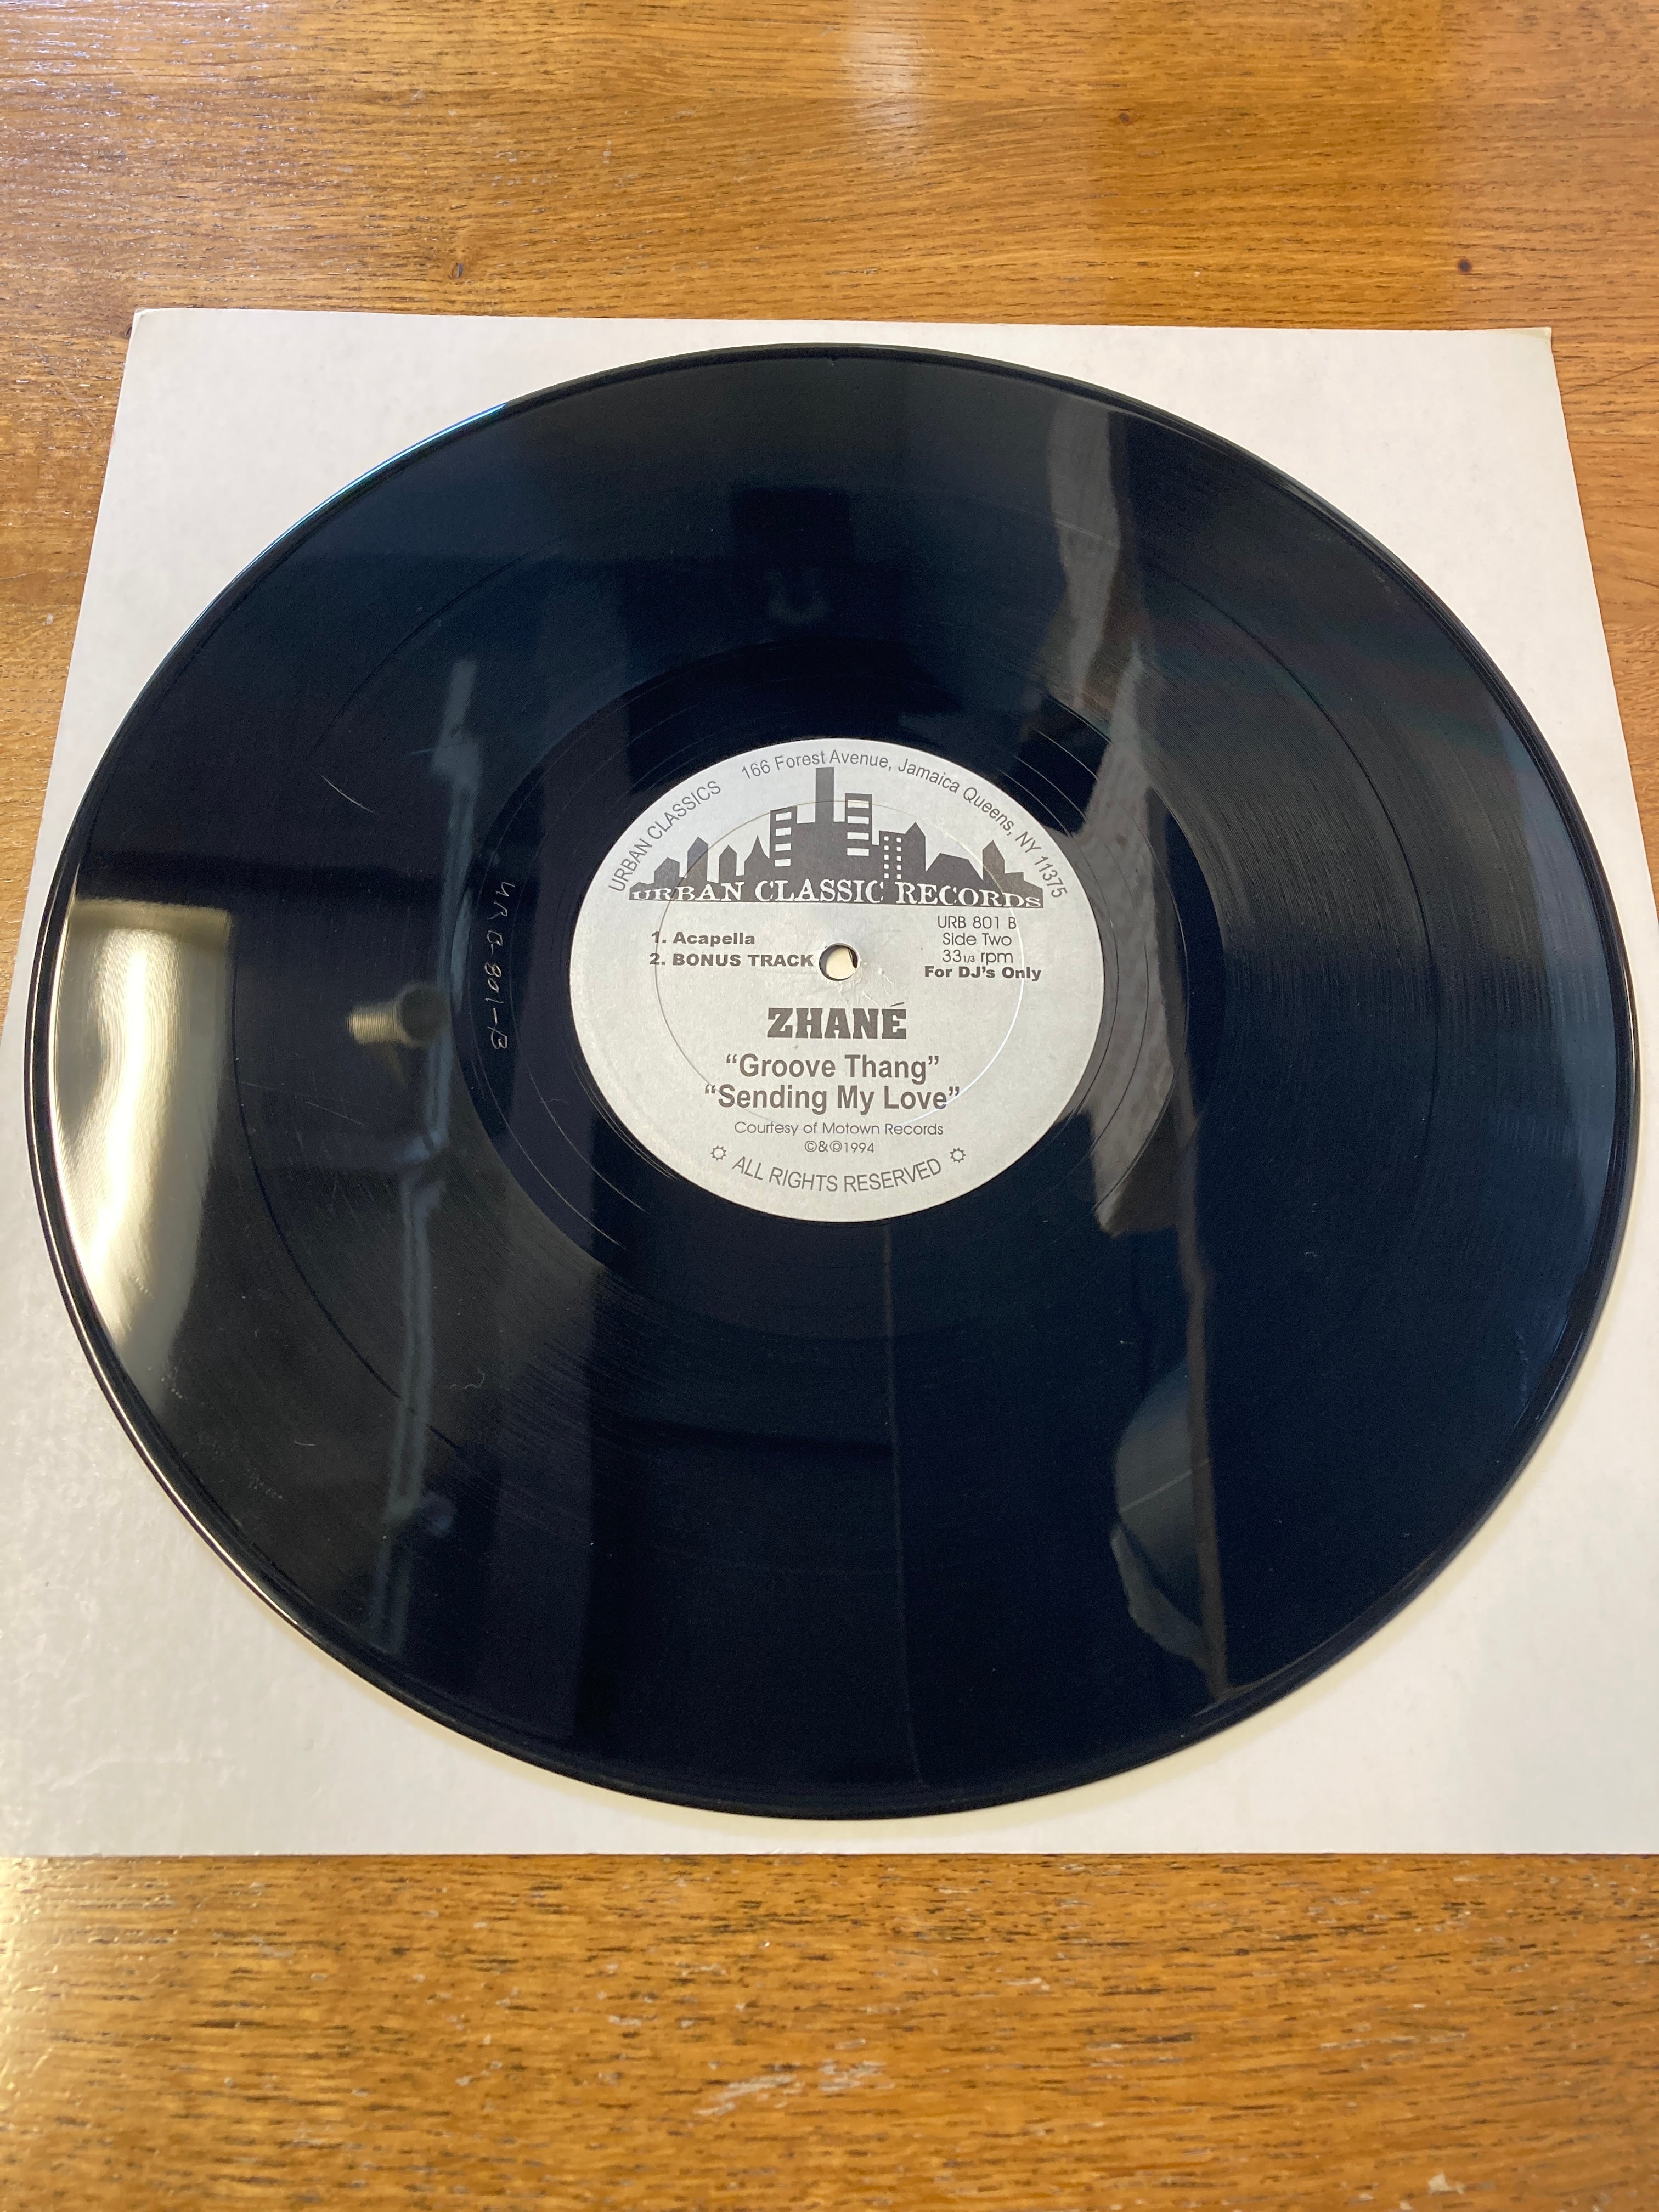 URBAN CLASSICS 166 Forest Avenue, Jamaica Queens, NY 11375
URBAN CLASSIC RECORDS
1. Acapella
2. BONUS TRACK
URB 801 B
Side Two
33 1/3 rpm
For DJ's Only
ZHANÉ
“Groove Thang”
“Sending My Love”
Courtesy of Motown Records
©&©1994
ALL RIGHTS RESERVED
URB-801-B